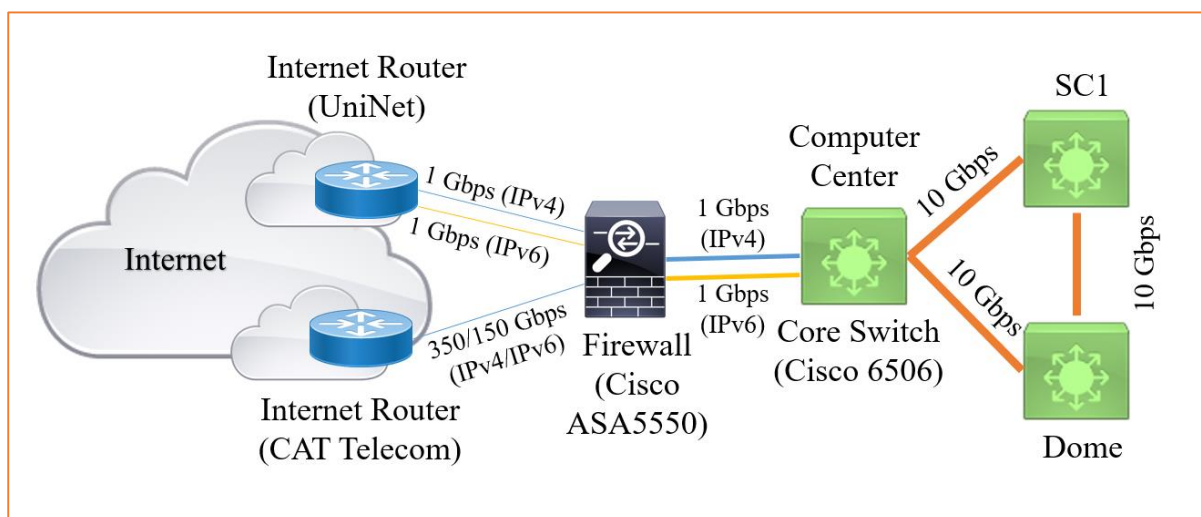 Internet Router
(UniNet)
1 Gbps (IPv4)
1 Gbps (IPv6)
Internet
350/150 Gbps
(IPv4/IPv6)
Internet Router
(CAT Telecom)
Firewall
(Cisco
ASA5550)
1 Gbps
(IPv4)
1 Gbps
(IPv6)
Computer
Center
Core Switch
(Cisco 6506)
10 Gbps
10 Gbps
SC1
10 Gbps
Dome